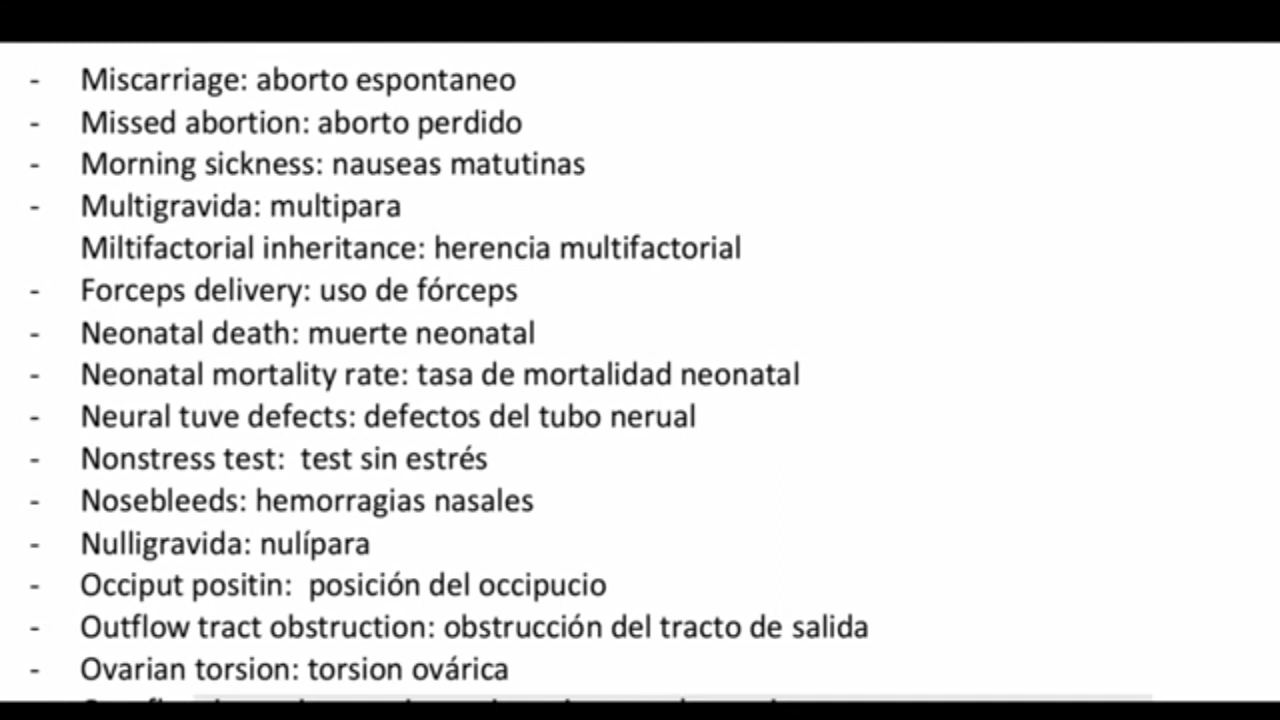 - Miscarriage: aborto espontaneo
- Missed abortion: aborto perdido
- Morning sickness: nauseas matutinas
- Multigravida: multipara
Miltifactorial inheritance: herencia multifactorial
- Forceps delivery: uso de fórceps
- Neonatal death: muerte neonatal
- Neonatal mortality rate: tasa de mortalidad neonatal
- Neural tuve defects: defectos del tubo nerual
- Nonstress test:  test sin estrés
- Nosebleeds: hemorragias nasales
- Nulligravida: nulípara
- Occiput positin:  posición del occipucio
- Outflow tract obstruction: obstrucción del tracto de salida
- Ovarian torsion: torsion ovárica